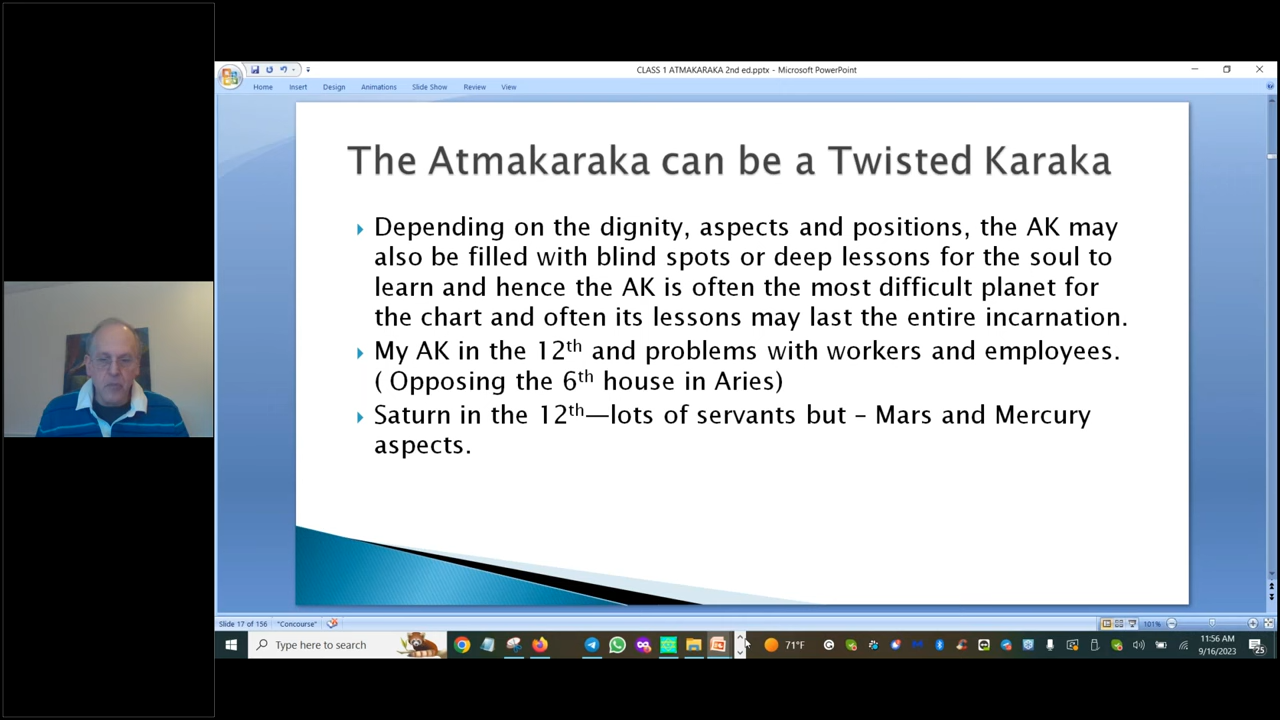 CLASS 1 ATMAKARAKA 2nd ed.pptx - Microsoft PowerPoint
Home Insert Design Animations Slide Show Review View
The Atmakaraka can be a Twisted Karaka
Depending on the dignity, aspects and positions, the AK may
also be filled with blind spots or deep lessons for the soul to
learn and hence the AK is often the most difficult planet for
the chart and often its lessons may last the entire incarnation.
My AK in the 12th and problems with workers and employees.
( Opposing the 6th house in Aries)
Saturn in the 12th—lots of servants but – Mars and Mercury
aspects.
Slide 17 of 156 "Concourse" 101%
Type here to search 71°F 11:56 AM
9/16/2023 25